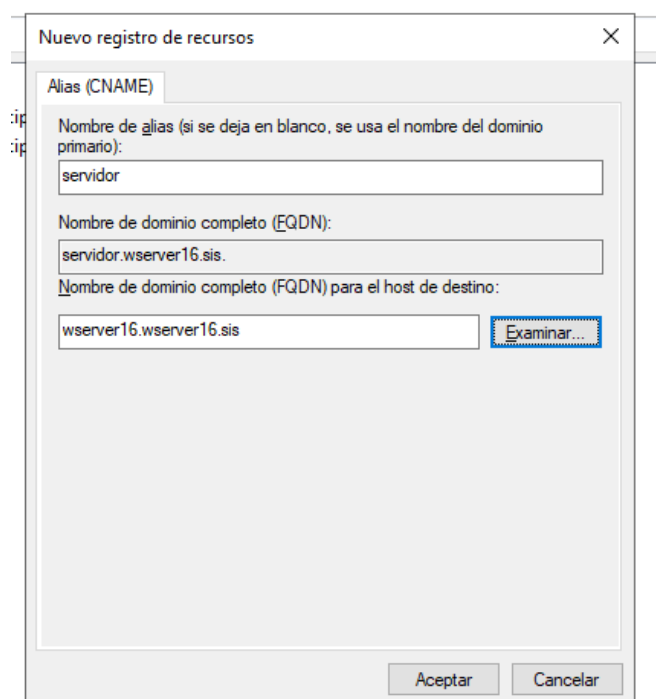 Nuevo registro de recursos
Alias (CNAME)
Nombre de alias (si se deja en blanco, se usa el nombre del dominio
primario):
servidor
Nombre de dominio completo (FQDN):
servidor.wserver16.sis.
Nombre de dominio completo (FQDN) para el host de destino:
wserver16.wserver16.sis
Examinar...
Aceptar
Cancelar